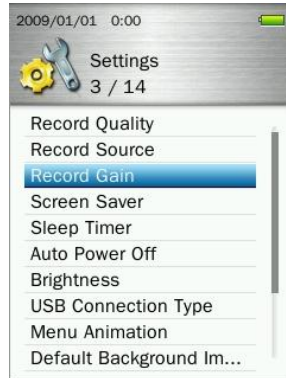 2009/01/01 0:00
Settings
3 / 14
Record Quality
Record Source
Record Gain
Screen Saver
Sleep Timer
Auto Power Off
Brightness
USB Connection Type
Menu Animation
Default Background Im...